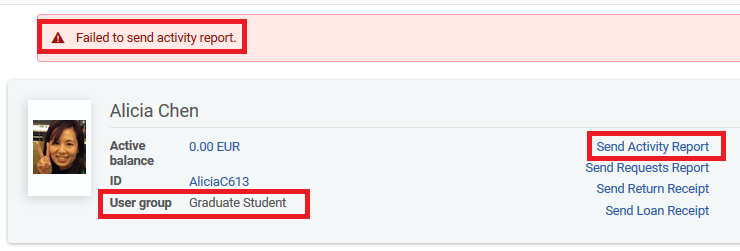 Failed to send activity report.
Alicia Chen
Active balance 0.00 EUR
Send Activity Report
ID AliciaC613
Send Requests Report
User group Graduate Student
Send Return Receipt
Send Loan Receipt